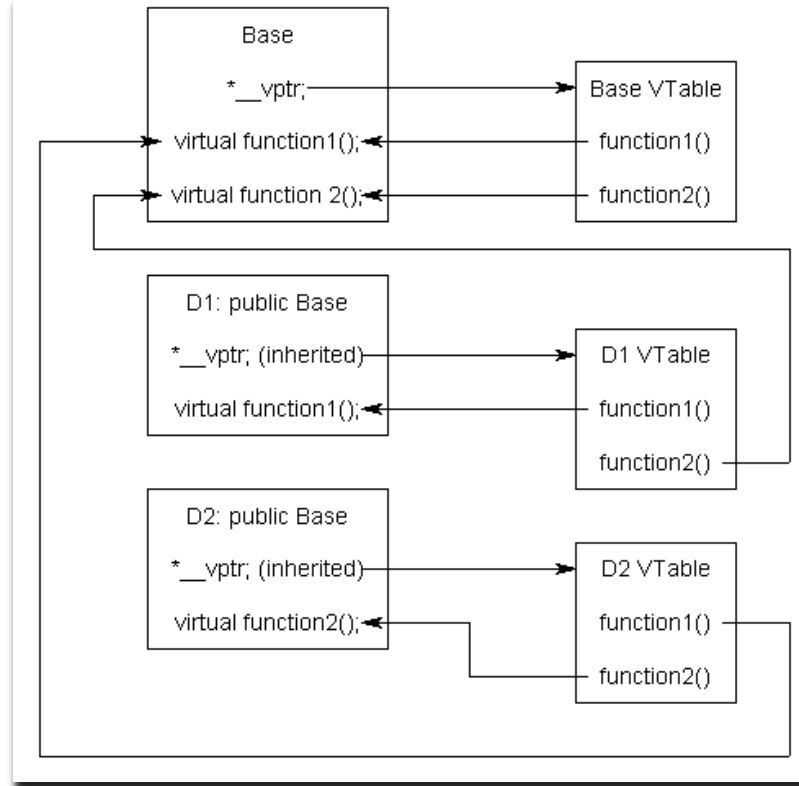 Base
*__vptr;
virtual function1();
virtual function 2();
Base VTable
function1()
function2()
D1: public Base
*__vptr; (inherited)
virtual function1();
D1 VTable
function1()
function2()
D2: public Base
*__vptr; (inherited)
virtual function2();
D2 VTable
function1()
function2()